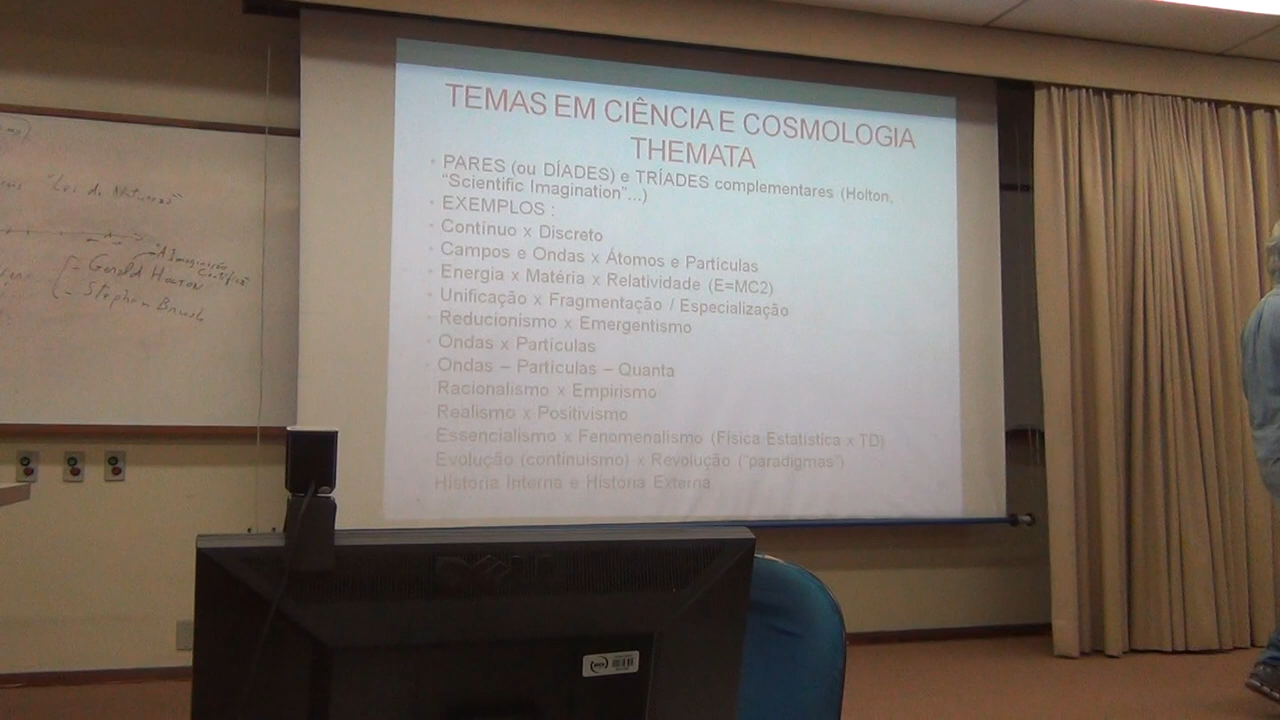 TEMAS EM CIÊNCIA E COSMOLOGIA
THEMATA
PARES (ou DÍADES) e TRÍADES complementares (Holton,
“Scientific Imagination”...)
EXEMPLOS :
Contínuo x Discreto
Campos e Ondas x Átomos e Partículas
Energia x Matéria x Relatividade (E=MC2)
Unificação x Fragmentação / Especialização
Reducionismo x Emergentismo
Ondas x Partículas
Ondas – Partículas – Quanta
Racionalismo x Empirismo
Realismo x Positivismo
Essencialismo x Fenomenalismo (Física Estatística x TD)
Evolução (continuísmo) x Revolução (“paradigmas”)
História Interna e História Externa
"Lei da Natureza"
"A Imaginação
Científica"
- Gerald Holton
- Stephen Brush